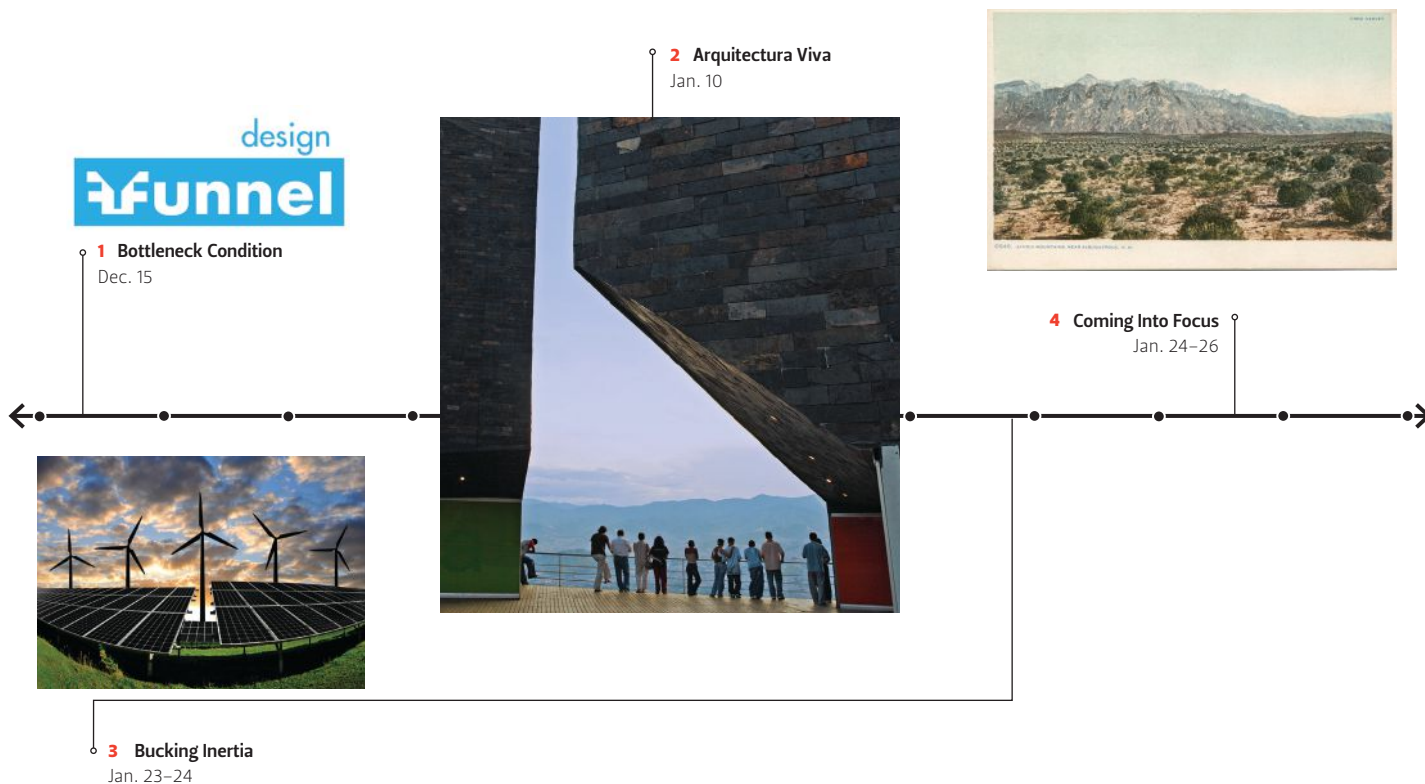 design
funnel
1 Bottleneck Condition
Dec. 15
2 Arquitectura Viva
Jan. 10
4 Coming Into Focus
Jan. 24–26
3 Bucking Inertia
Jan. 23–24